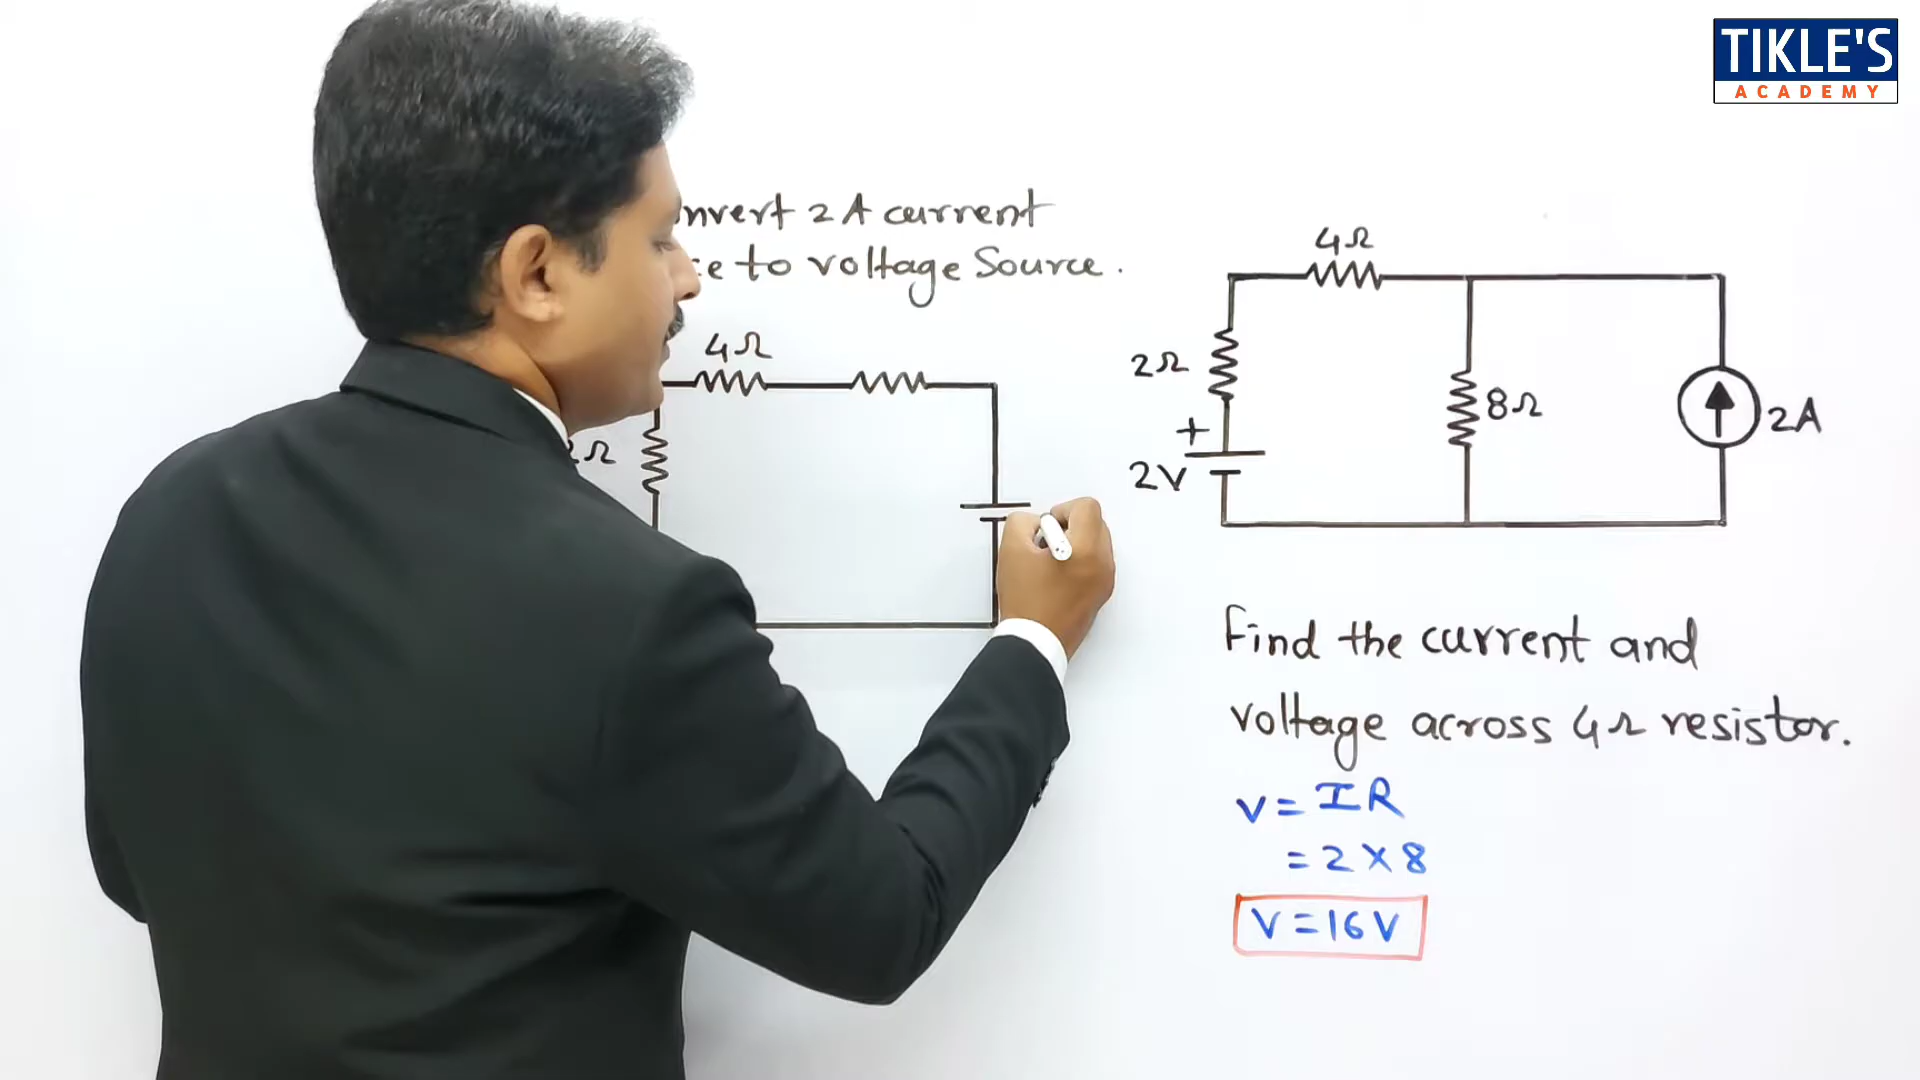 TIKLE'S
ACADEMY
nvert 2A current
ce to voltage Source.
4Ω
2Ω
4Ω
2Ω
+
2V
8Ω
2A
Find the current and
voltage across 4Ω resistor.
V = IR
= 2 × 8
V = 16 V